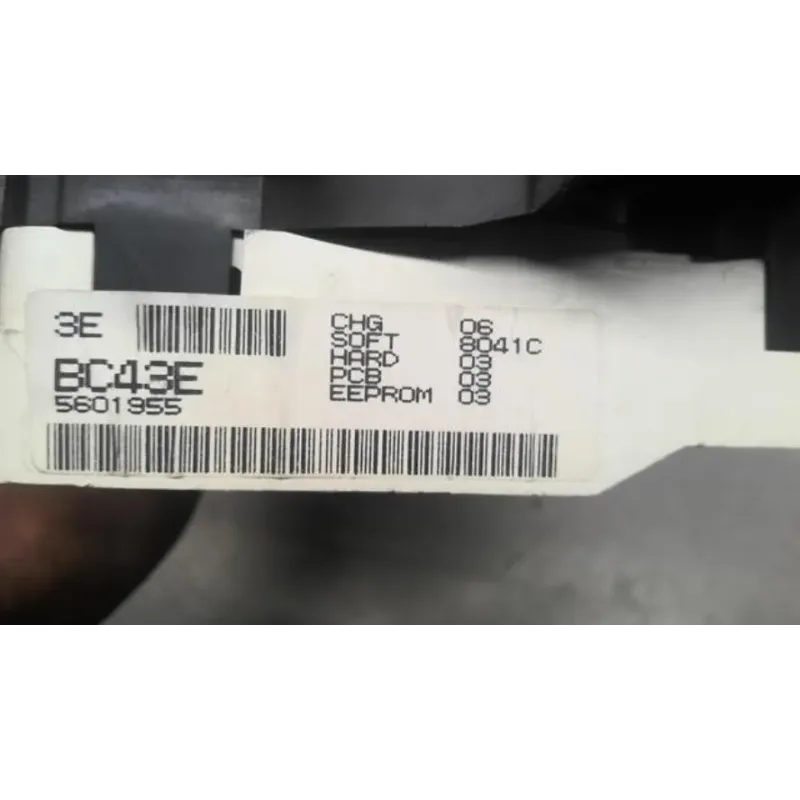 3E
BC43E
5601955
CHG 06
SOFT 8041C
HARD 03
PCB 03
EEPROM 03